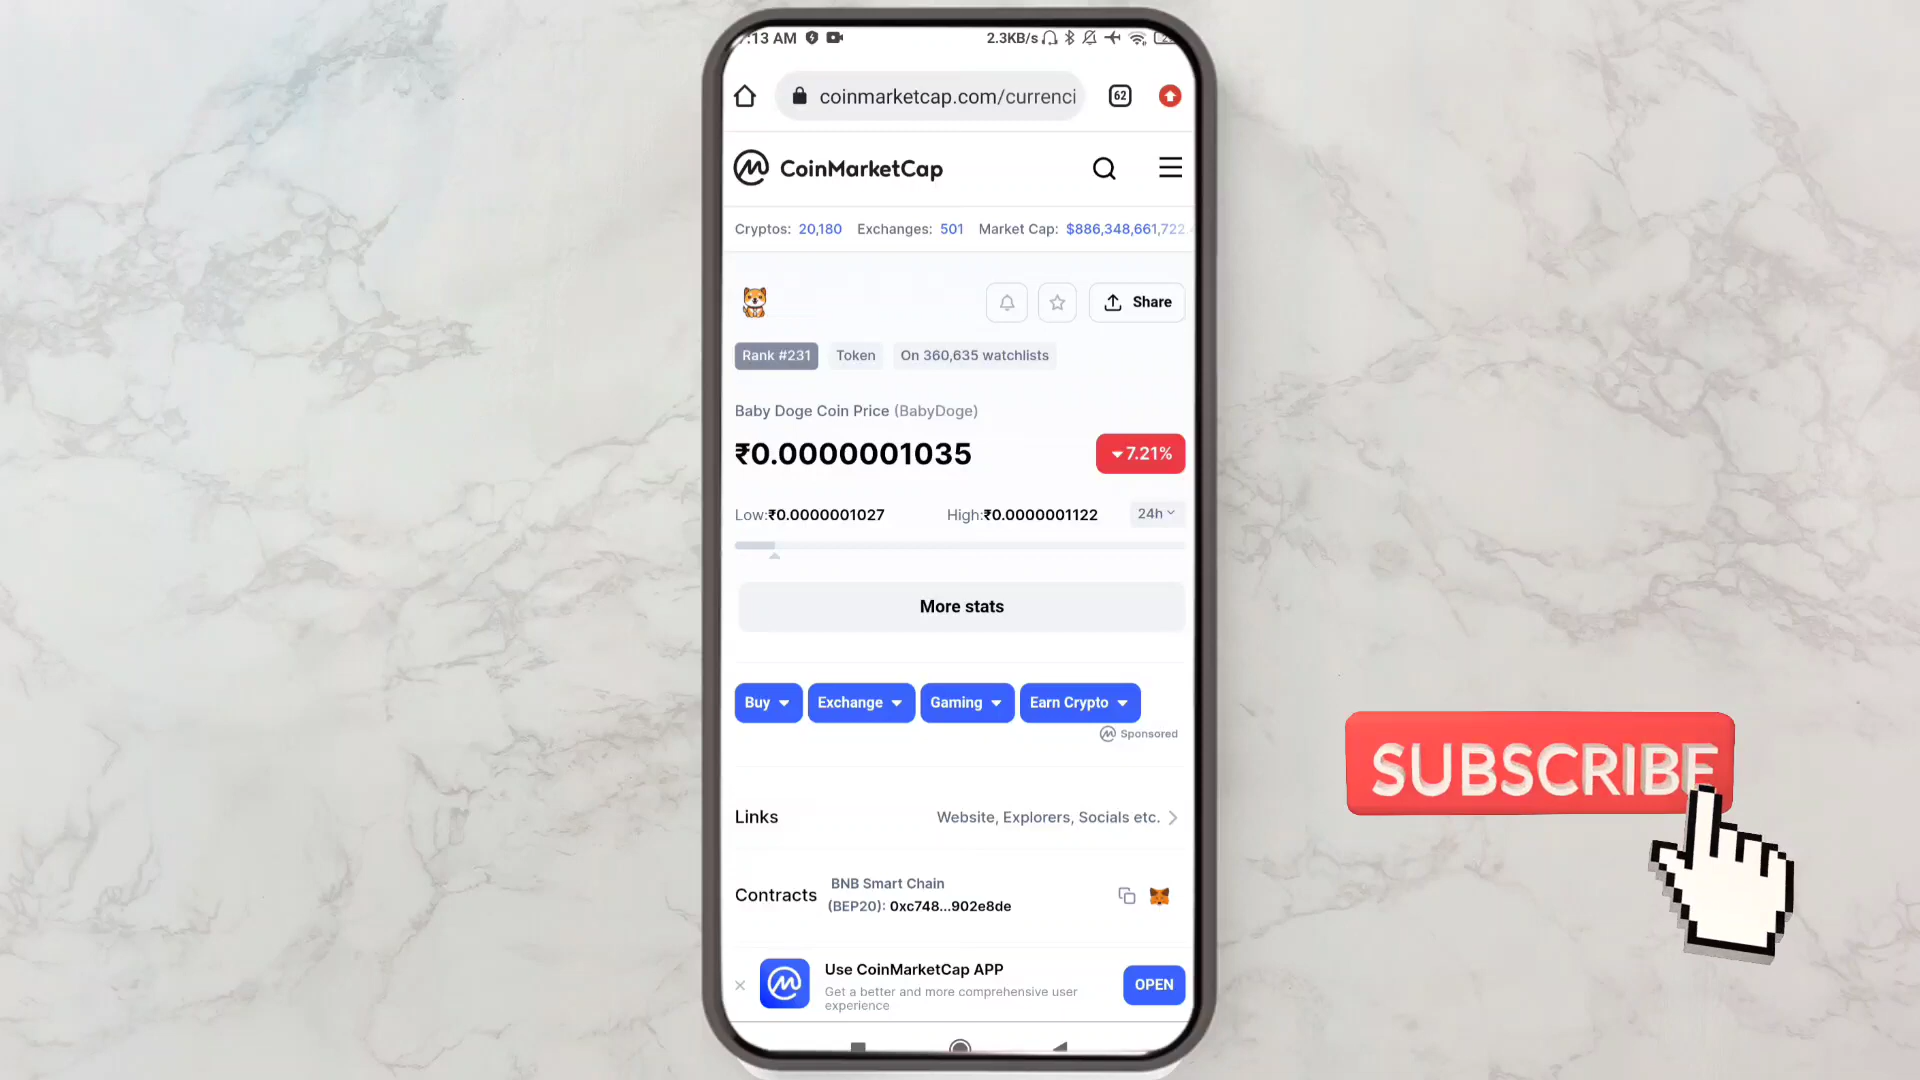 :13 AM 2.3KB/s
coinmarketcap.com/currenci 62
CoinMarketCap
Cryptos: 20,180 Exchanges: 501 Market Cap: $886,348,661,722.
Share
Rank #231 Token On 360,635 watchlists
Baby Doge Coin Price (BabyDoge)
₹0.0000001035 7.21%
Low:₹0.0000001027 High:₹0.0000001122 24h
More stats
Buy Exchange Gaming Earn Crypto
Sponsored
Links Website, Explorers, Socials etc.
Contracts BNB Smart Chain
(BEP20): 0xc748...902e8de
Use CoinMarketCap APP
Get a better and more comprehensive user
experience
OPEN
SUBSCRIBE